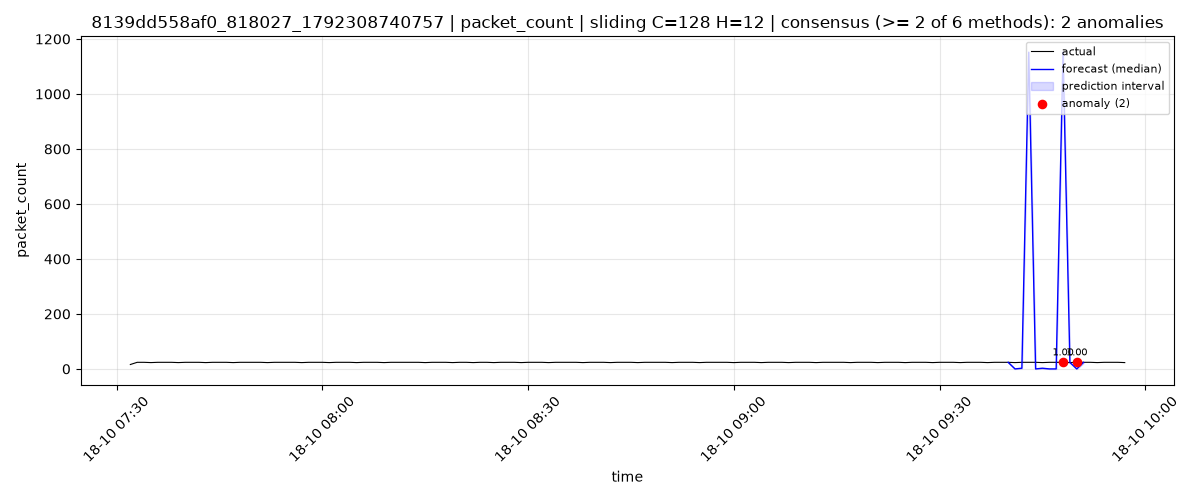 8139dd558af0_818027_1792308740757 | packet_count | sliding C=128 H=12 | consensus (>= 2 of 6 methods): 2 anomalies
1200
1000
800
600
400
200
0
packet_count
actual
forecast (median)
prediction interval
anomaly (2)
18-10 07:30
18-10 08:00
18-10 08:30
18-10 09:00
18-10 09:30
18-10 10:00
time